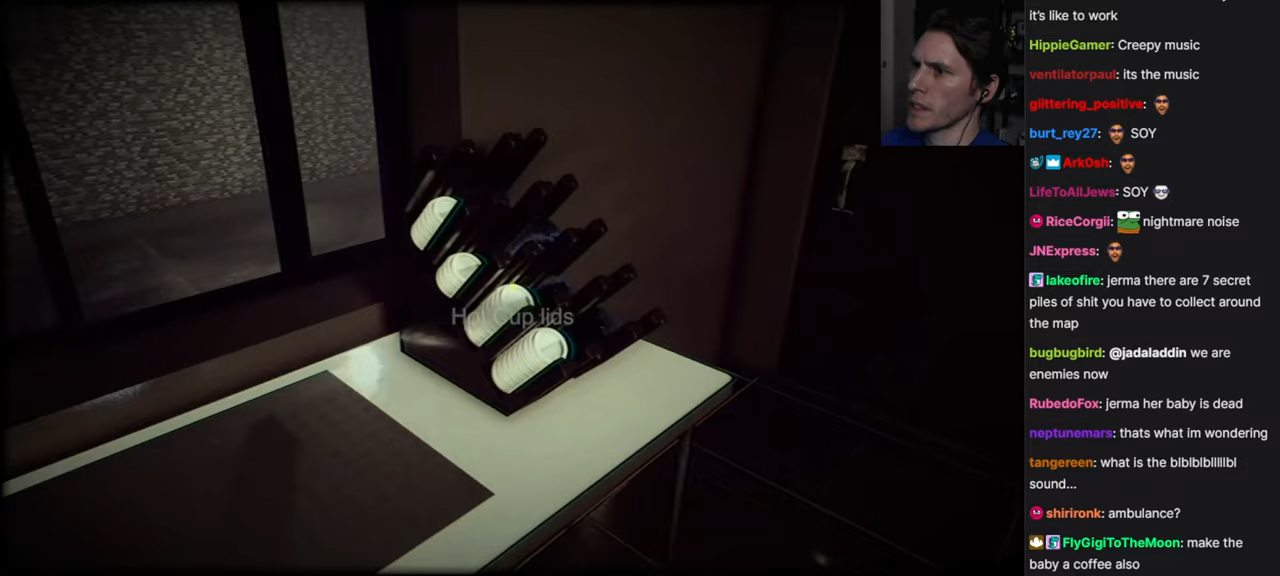 Hot Cup lids
it's like to work
HippieGamer: Creepy music
ventilatorpaul: its the music
glittering_positive:
burt_rey27: SOY
Ark0sh:
LifeToAllJews: SOY
RiceCorgii: nightmare noise
JNExpress:
lakeofire: jerma there are 7 secret
piles of shit you have to collect around
the map
bugbugbird: @jadaladdin we are
enemies now
RubedoFox: jerma her baby is dead
neptunemars: thats what im wondering
tangereen: what is the blblblblllllbl
sound...
shirironk: ambulance?
FlyGigiToTheMoon: make the
baby a coffee also